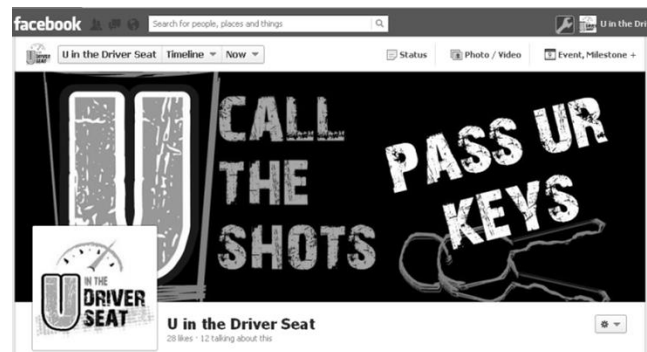 facebook
Search for people, places and things
U in the Dri
U in the Driver Seat
Timeline
Now
Status
Photo / Video
Event, Milestone +
U CALL
THE
SHOTS
PASS UR
KEYS
U IN THE
DRIVER
SEAT
U in the Driver Seat
28 likes · 12 talking about this